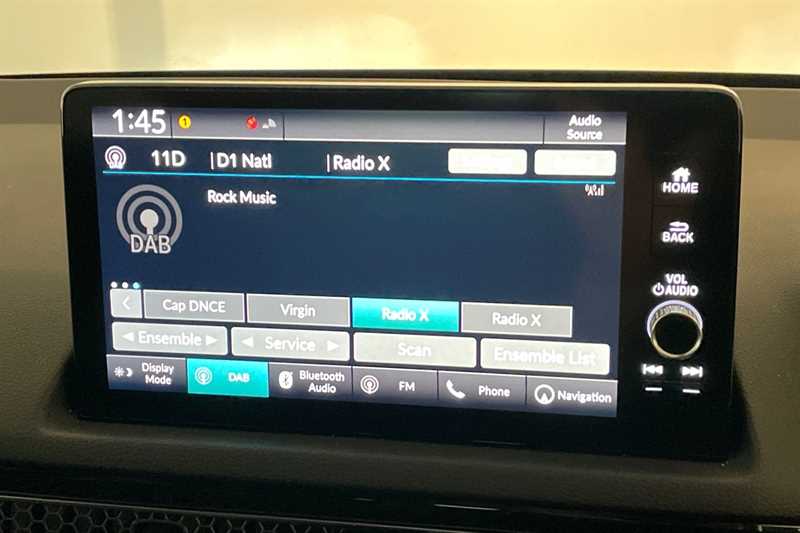 1:45 1 Audio
Source
11D | D1 Natl | Radio X
Rock Music
DAB
Cap DNCE Virgin Radio X Radio X
Ensemble Service Scan Ensemble List
Display
Mode
DAB
Bluetooth
Audio
FM
Phone
Navigation
HOME
BACK
VOL
AUDIO